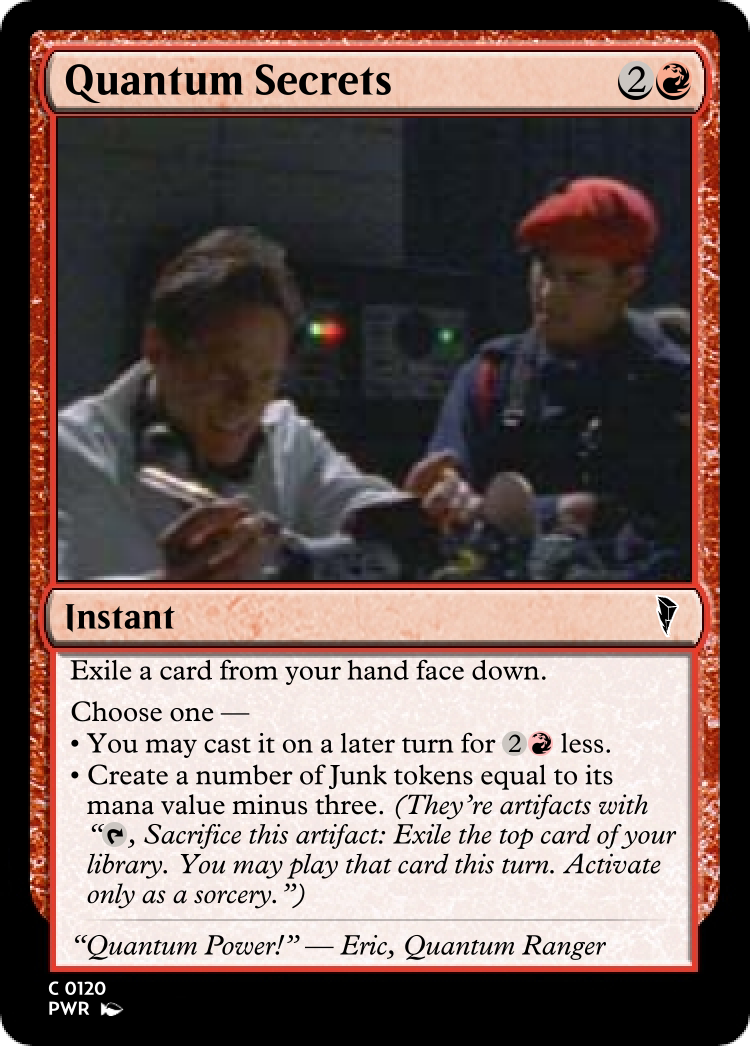 Quantum Secrets 2
Instant
Exile a card from your hand face down.
Choose one —
• You may cast it on a later turn for 2 less.
• Create a number of Junk tokens equal to its
mana value minus three. (They're artifacts with
“, Sacrifice this artifact: Exile the top card of your
library. You may play that card this turn. Activate
only as a sorcery.”)
“Quantum Power!” — Eric, Quantum Ranger
C 0120
PWR